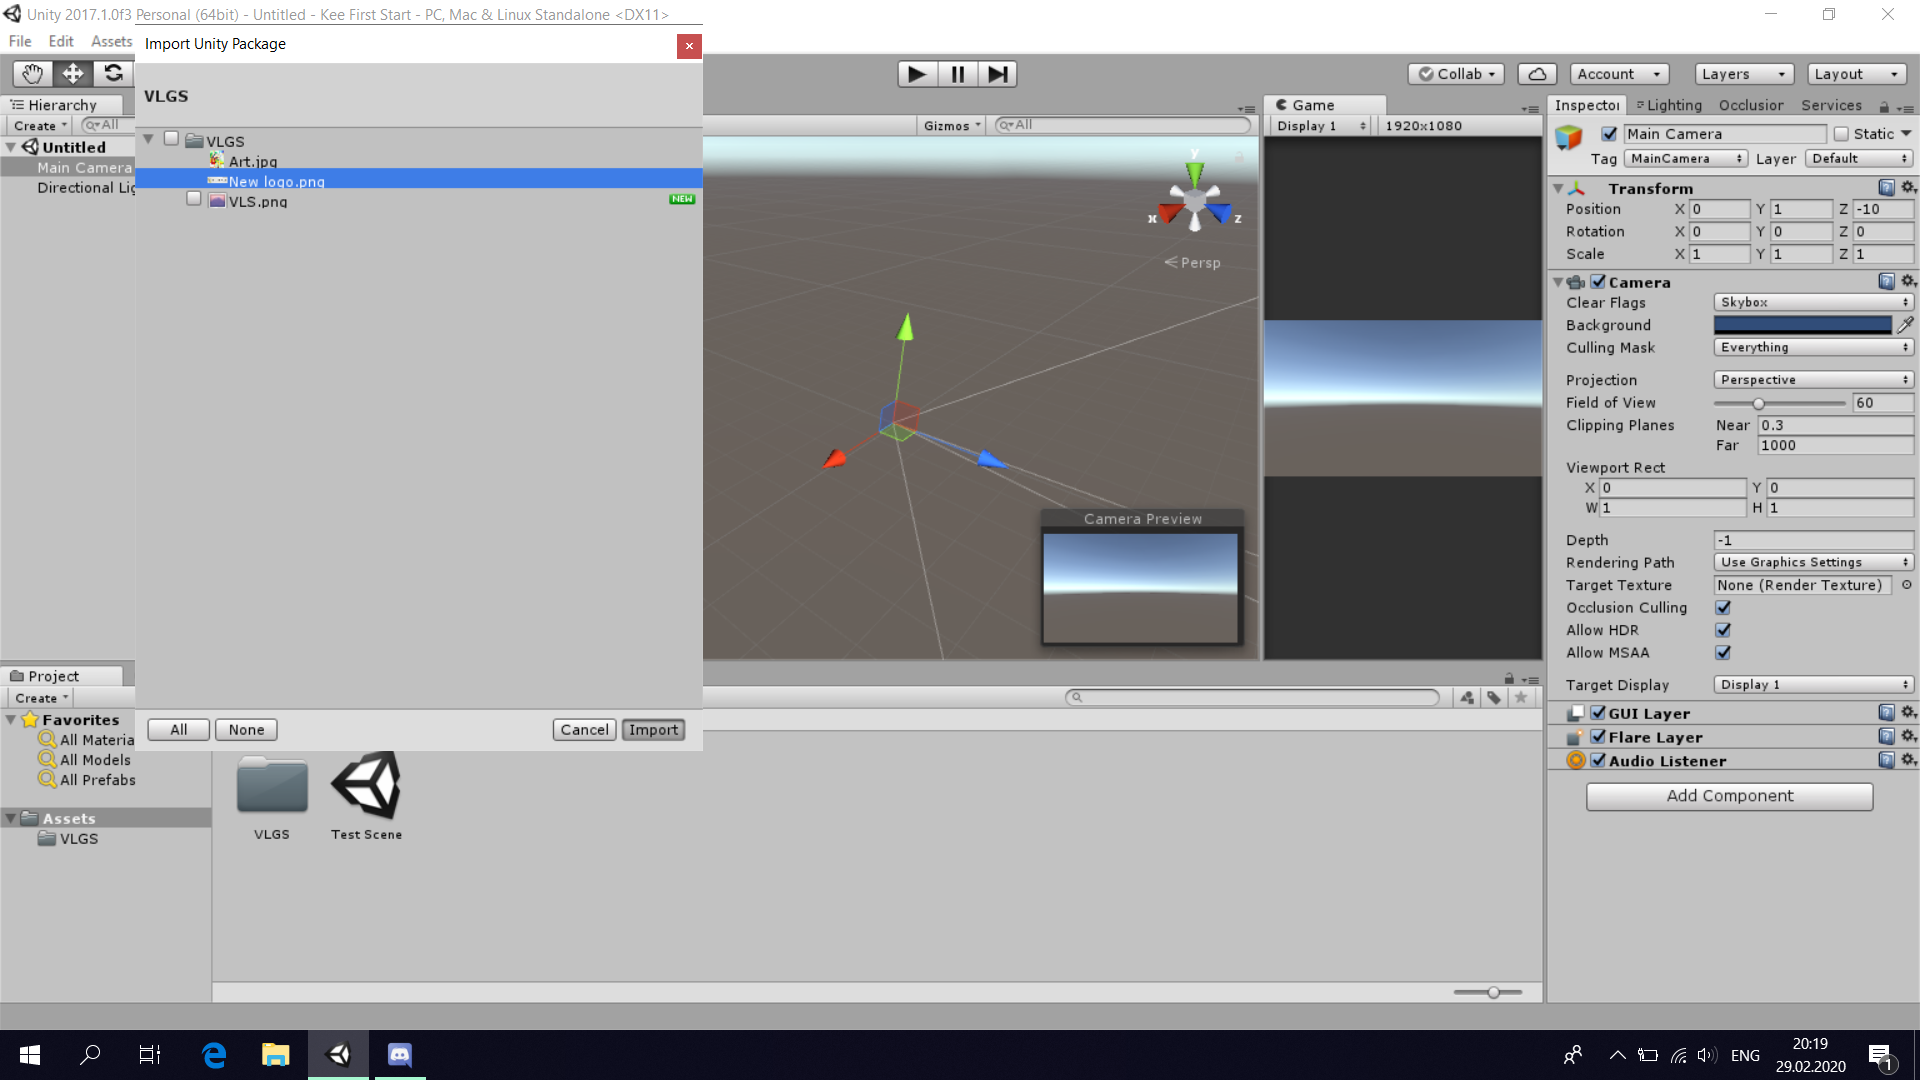 Unity 2017.1.0f3 Personal (64bit) - Untitled - Kee First Start - PC, Mac & Linux Standalone <DX11>
File Edit Assets
Import Unity Package
VLGS
VLGS
Art.jpg
New logo.png
VLS.png NEW
All None Cancel Import
Collab Account Layers Layout
Hierarchy
Create All
Untitled
Main Camera
Directional Lig
Gizmos All
y
x z
Persp
Camera Preview
Game
Display 1 1920x1080
Inspector Lighting Occlusion Services
Main Camera Static
Tag MainCamera Layer Default
Transform
Position X 0 Y 1 Z -10
Rotation X 0 Y 0 Z 0
Scale X 1 Y 1 Z 1
Camera
Clear Flags Skybox
Background
Culling Mask Everything
Projection Perspective
Field of View 60
Clipping Planes Near 0.3
Far 1000
Viewport Rect
X 0 Y 0
W 1 H 1
Depth -1
Rendering Path Use Graphics Settings
Target Texture None (Render Texture)
Occlusion Culling
Allow HDR
Allow MSAA
Target Display Display 1
GUI Layer
Flare Layer
Audio Listener
Add Component
Project
Create
Favorites
All Materia
All Models
All Prefabs
Assets
VLGS
VLGS Test Scene
ENG 20:19
29.02.2020
1